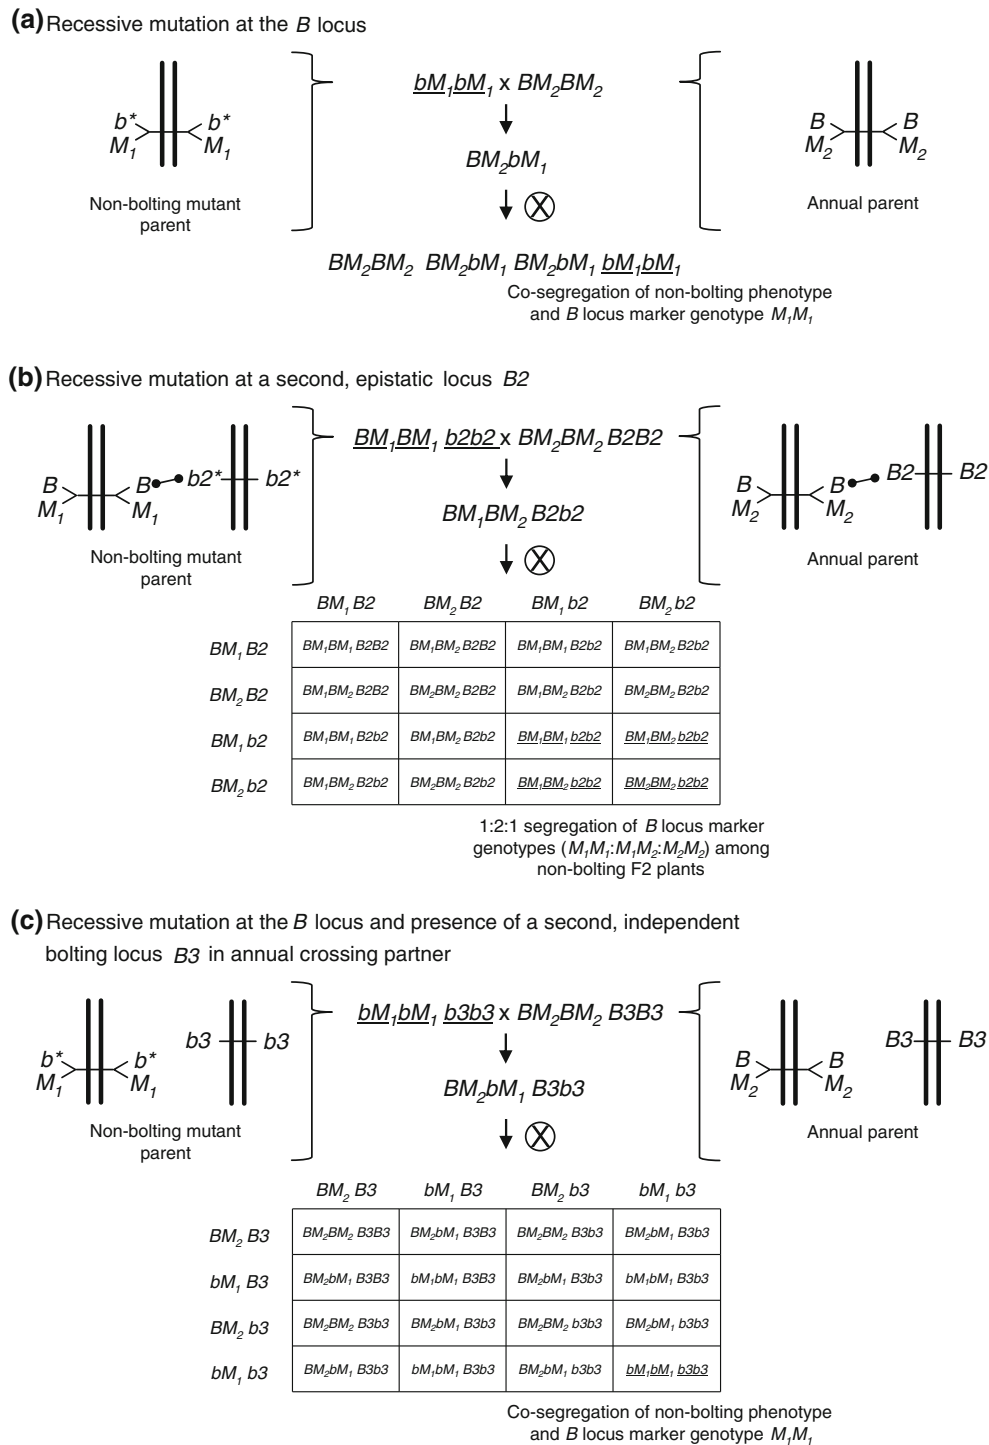 (a) Recessive mutation at the B locus
b* b* bM₁bM₁ x BM₂BM₂ B B
M₁ M₁ M₂ M₂
BM₂bM₁
Non-bolting mutant
parent
Annual parent
BM₂BM₂ BM₂bM₁ BM₂bM₁ bM₁bM₁
Co-segregation of non-bolting phenotype
and B locus marker genotype M₁M₁
(b) Recessive mutation at a second, epistatic locus B2
BM₁BM₁ b2b2 x BM₂BM₂ B2B2
B B b2* b2* B B B2 B2
M₁ M₁ M₂ M₂
BM₁BM₂ B2b2
Non-bolting mutant
parent
Annual parent
BM₁ B2 BM₂ B2 BM₁ b2 BM₂ b2
BM₁ B2 BM₁BM₁ B2B2 BM₁BM₂ B2B2 BM₁BM₁ B2b2 BM₁BM₂ B2b2
BM₂ B2 BM₁BM₂ B2B2 BM₂BM₂ B2B2 BM₁BM₂ B2b2 BM₂BM₂ B2b2
BM₁ b2 BM₁BM₁ B2b2 BM₁BM₂ B2b2 BM₁BM₁ b2b2 BM₁BM₂ b2b2
BM₂ b2 BM₁BM₂ B2b2 BM₂BM₂ B2b2 BM₁BM₂ b2b2 BM₂BM₂ b2b2
1:2:1 segregation of B locus marker
genotypes (M₁M₁:M₁M₂:M₂M₂) among
non-bolting F2 plants
(c) Recessive mutation at the B locus and presence of a second, independent
bolting locus B3 in annual crossing partner
bM₁bM₁ b3b3 x BM₂BM₂ B3B3
b3 b3 B3 B3
b* b* B B
M₁ M₁ M₂ M₂
BM₂bM₁ B3b3
Non-bolting mutant
parent
Annual parent
BM₂ B3 bM₁ B3 BM₂ b3 bM₁ b3
BM₂ B3 BM₂BM₂ B3B3 BM₂bM₁ B3B3 BM₂BM₂ B3b3 BM₂bM₁ B3b3
bM₁ B3 BM₂bM₁ B3B3 bM₁bM₁ B3B3 BM₂bM₁ B3b3 bM₁bM₁ B3b3
BM₂ b3 BM₂BM₂ B3b3 BM₂bM₁ B3b3 BM₂BM₂ b3b3 BM₂bM₁ b3b3
bM₁ b3 BM₂bM₁ B3b3 bM₁bM₁ B3b3 BM₂bM₁ b3b3 bM₁bM₁ b3b3
Co-segregation of non-bolting phenotype
and B locus marker genotype M₁M₁